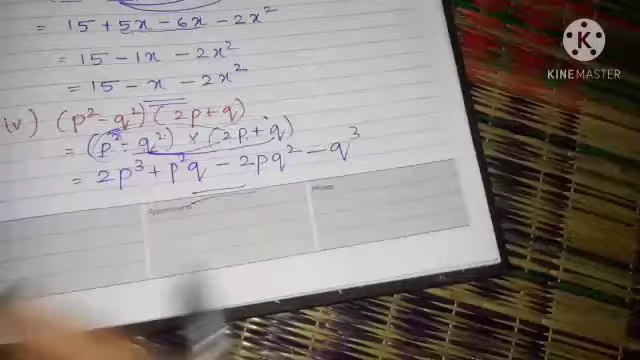 = 15 + 5x - 6x - 2x²
= 15 - 1x - 2x²
= 15 - x - 2x²
iv) (p² - q²) (2p + q)
= (p² - q²) × (2p + q)
= 2p³ + p²q - 2pq² - q³
Appointments
K
KINEMASTER